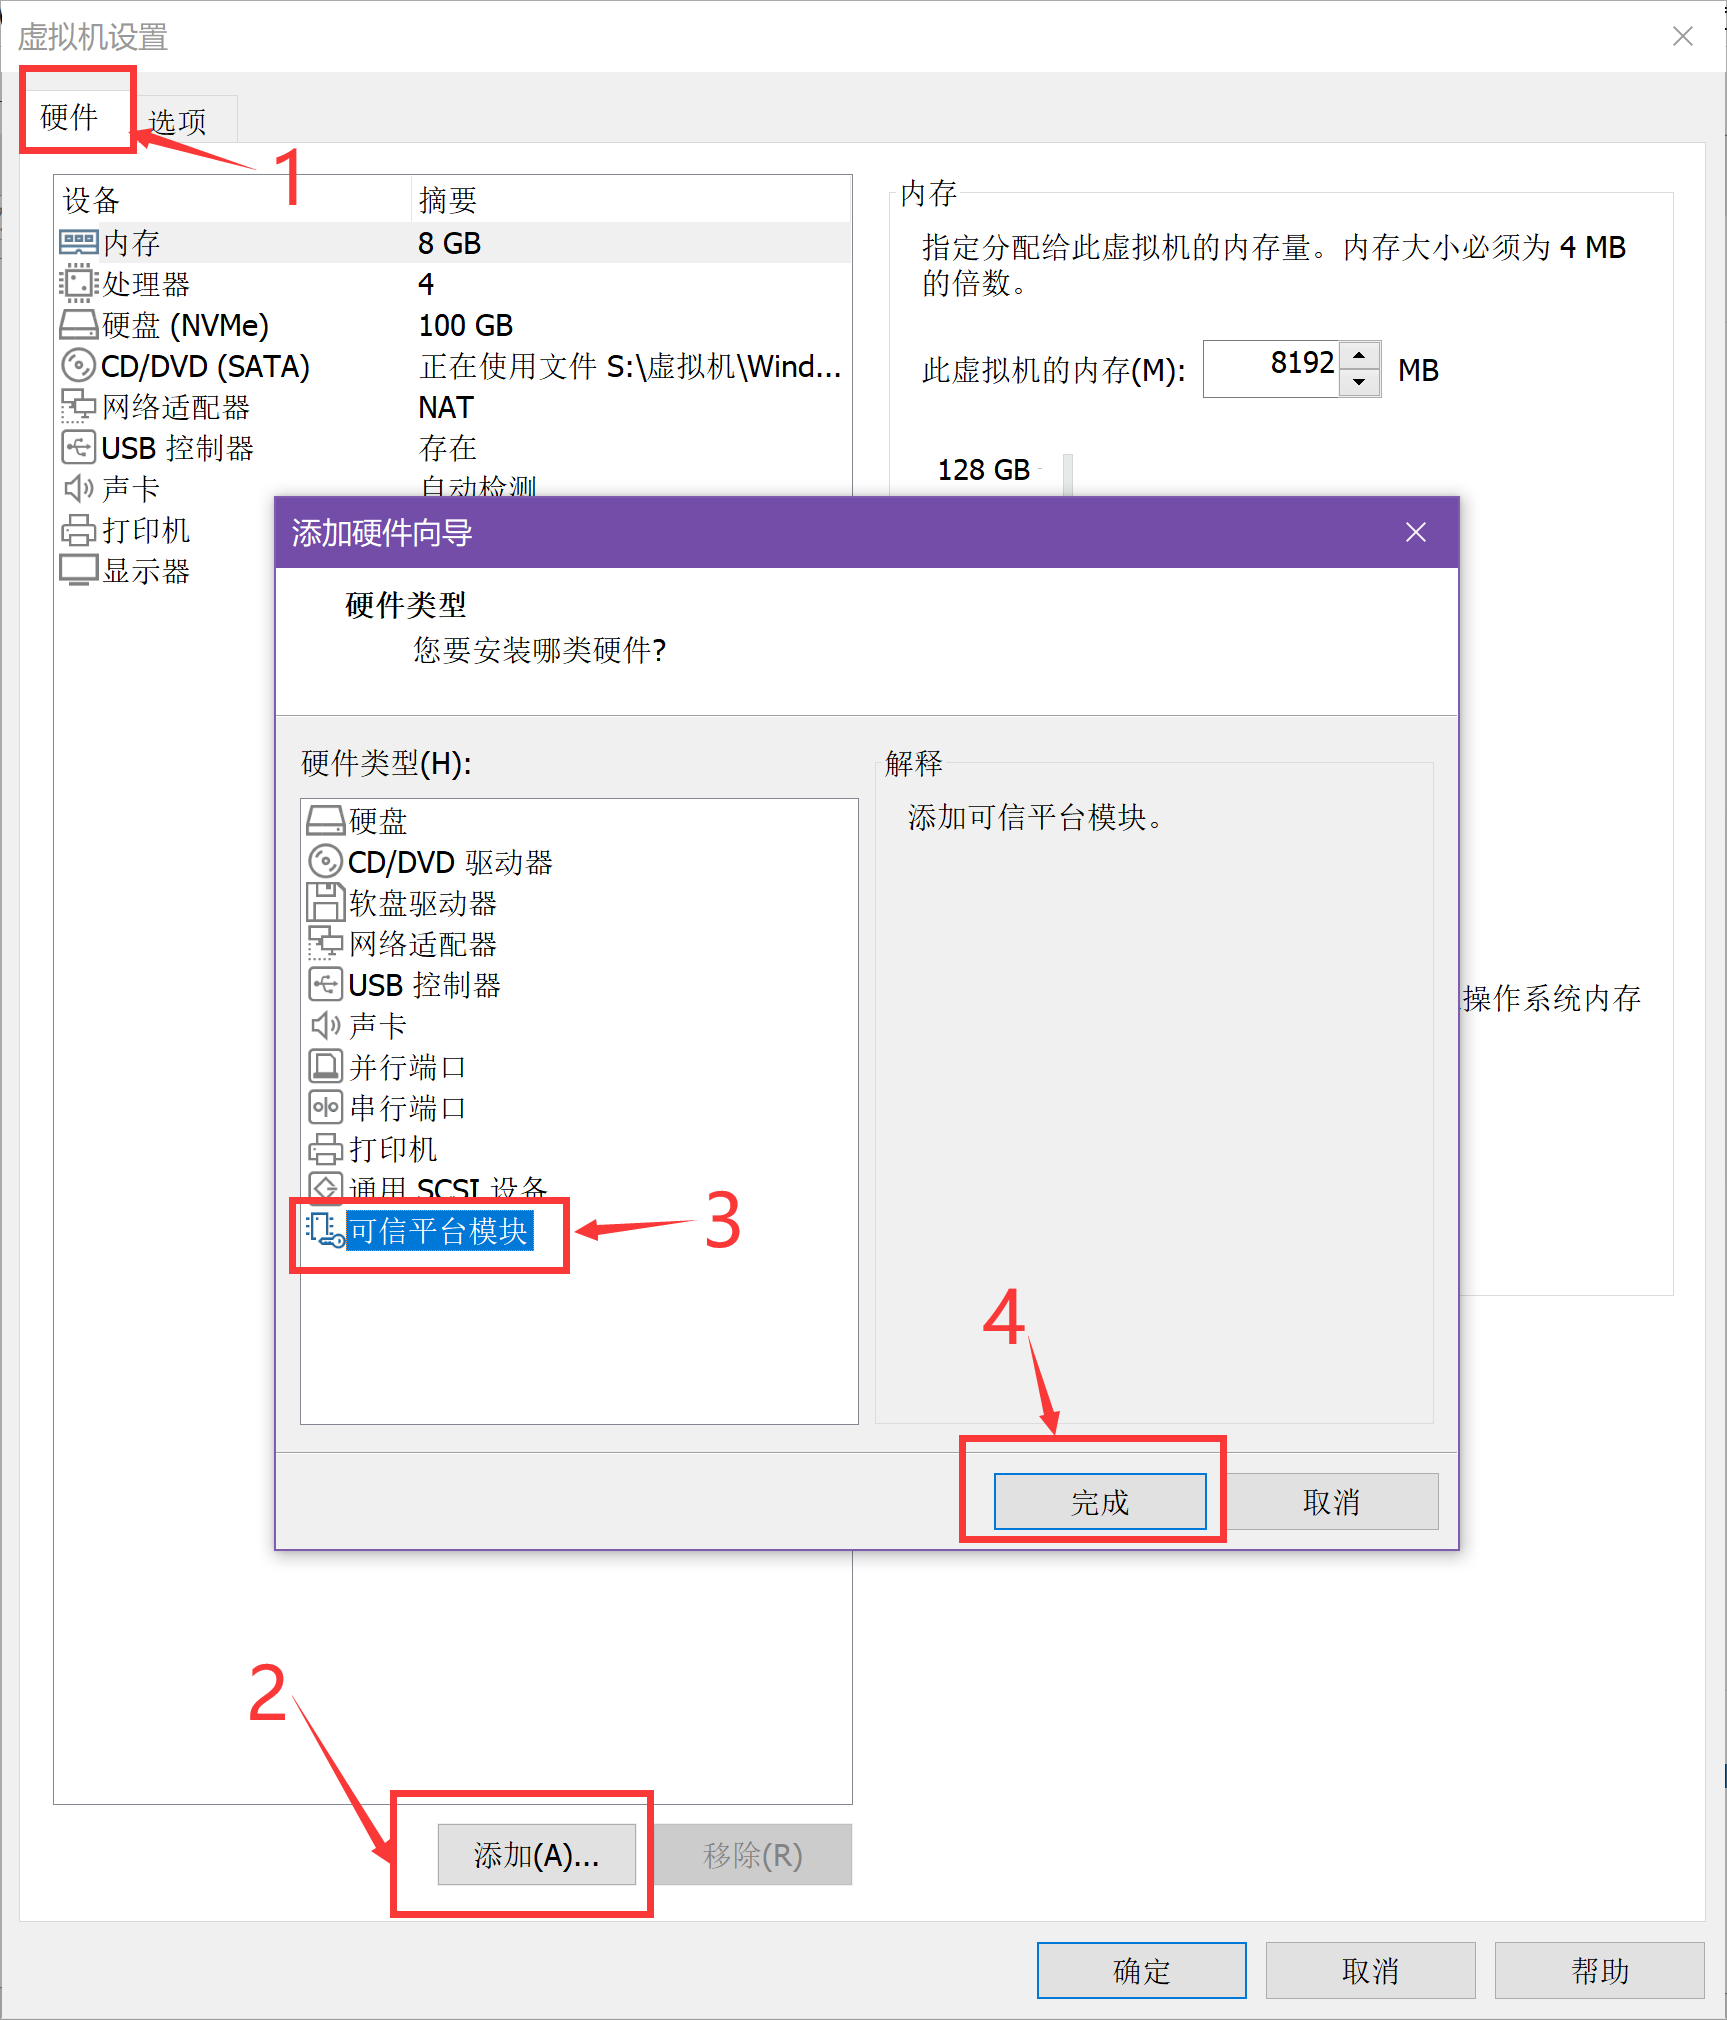 虚拟机设置
硬件
选项
1
设备 摘要
内存 8 GB
处理器 4
硬盘 (NVMe) 100 GB
CD/DVD (SATA) 正在使用文件 S:\虚拟机\Wind...
网络适配器 NAT
USB 控制器 存在
声卡 自动检测
打印机
显示器
内存
指定分配给此虚拟机的内存量。内存大小必须为 4 MB
的倍数。
此虚拟机的内存(M): 8192 MB
128 GB
操作系统内存
添加硬件向导
硬件类型
您要安装哪类硬件?
硬件类型(H):
硬盘
CD/DVD 驱动器
软盘驱动器
网络适配器
USB 控制器
声卡
并行端口
串行端口
打印机
通用 SCSI 设备
可信平台模块
3
解释
添加可信平台模块。
4
完成
取消
2
添加(A)...
移除(R)
确定
取消
帮助